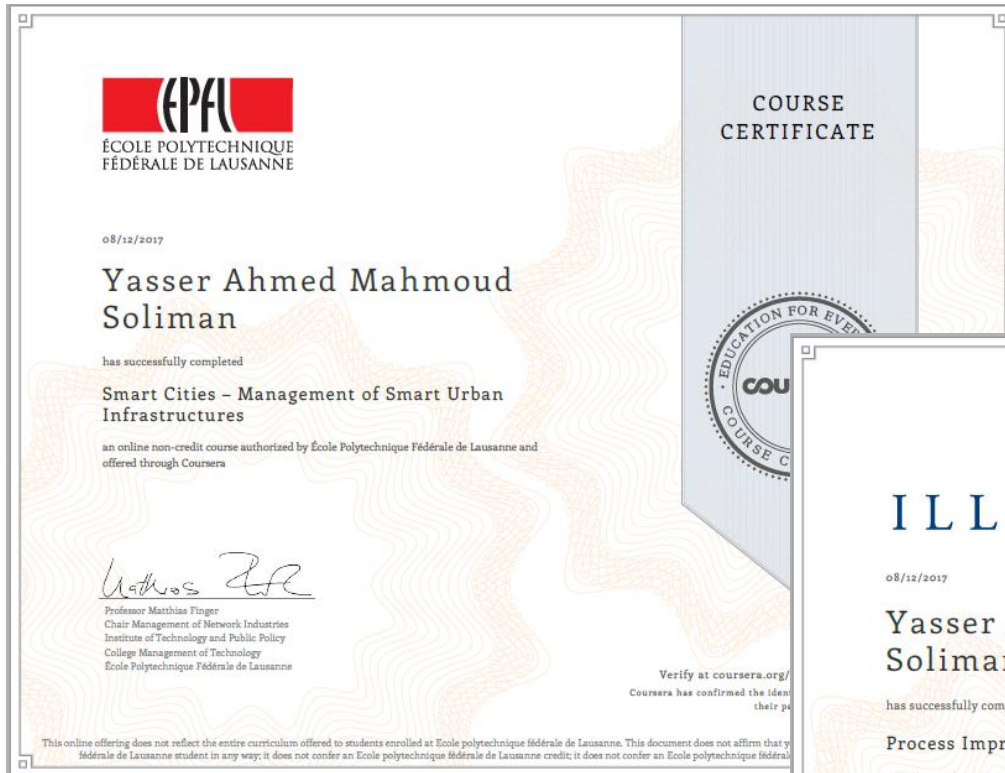 EPFL
ÉCOLE POLYTECHNIQUE
FÉDÉRALE DE LAUSANNE
COURSE
CERTIFICATE
08/12/2017
Yasser Ahmed Mahmoud
Soliman
has successfully completed
Smart Cities – Management of Smart Urban
Infrastructures
an online non-credit course authorized by École Polytechnique Fédérale de Lausanne and
offered through Coursera
EDUCATION FOR EVER
COU
COURSE C
Professor Matthias Finger
Chair Management of Network Industries
Institute of Technology and Public Policy
College Management of Technology
École Polytechnique Fédérale de Lausanne
Verify at coursera.org/
Coursera has confirmed the iden
their pa
This online offering does not reflect the entire curriculum offered to students enrolled at Ecole polytechnique fédérale de Lausanne. This document does not affirm that y
fédérale de Lausanne student in any way; it does not confer an Ecole polytechnique fédérale de Lausanne credit; it does not confer an Ecole polytechnique fédéral
ILL
08/12/2017
Yasser
Soliman
has successfully com
Process Impr